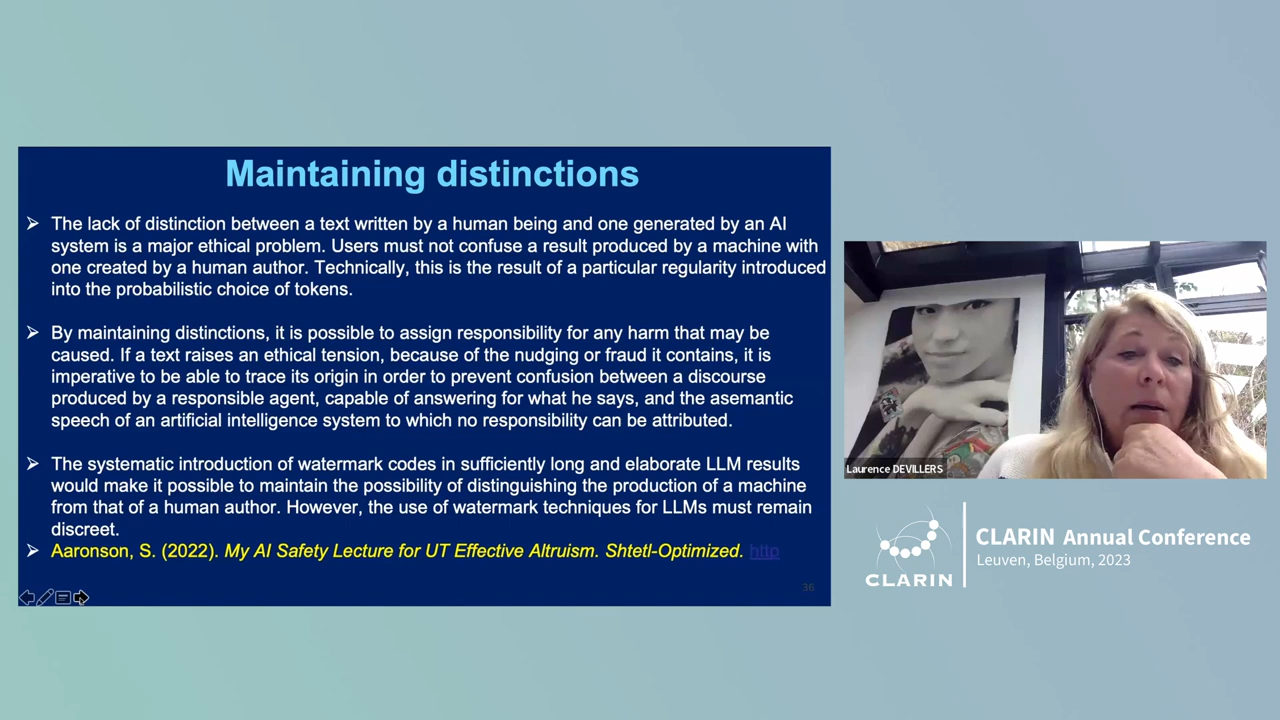 Maintaining distinctions
➢ The lack of distinction between a text written by a human being and one generated by an AI
system is a major ethical problem. Users must not confuse a result produced by a machine with
one created by a human author. Technically, this is the result of a particular regularity introduced
into the probabilistic choice of tokens.
➢ By maintaining distinctions, it is possible to assign responsibility for any harm that may be
caused. If a text raises an ethical tension, because of the nudging or fraud it contains, it is
imperative to be able to trace its origin in order to prevent confusion between a discourse
produced by a responsible agent, capable of answering for what he says, and the asemantic
speech of an artificial intelligence system to which no responsibility can be attributed.
➢ The systematic introduction of watermark codes in sufficiently long and elaborate LLM results
would make it possible to maintain the possibility of distinguishing the production of a machine
from that of a human author. However, the use of watermark techniques for LLMs must remain
discreet.
➢ Aaronson, S. (2022). My AI Safety Lecture for UT Effective Altruism. Shtetl-Optimized. http
36
Laurence DEVILLERS
CLARIN
CLARIN Annual Conference
Leuven, Belgium, 2023